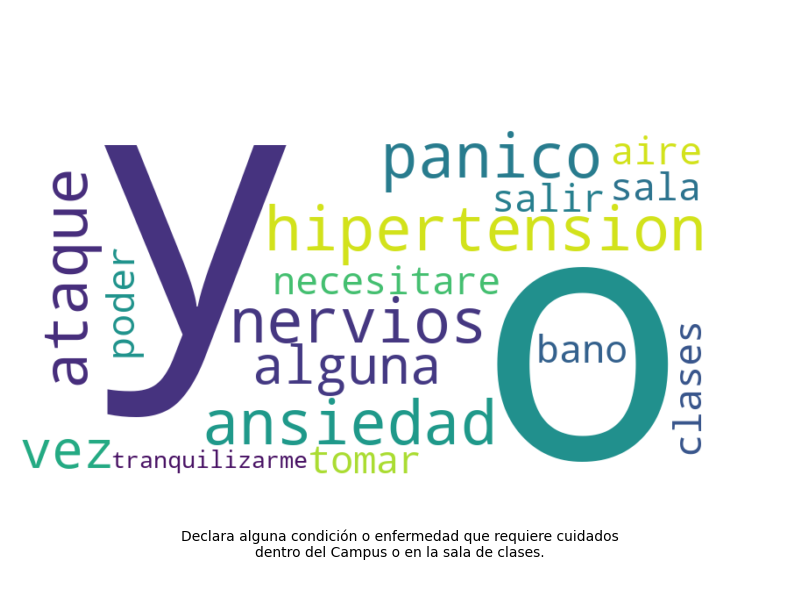 y
o
panico
aire
ataque
salir
sala
hipertension
poder
necesitare
nervios
alguna
bano
clases
ansiedad
vez
tranquilizarme
tomar
Declara alguna condición o enfermedad que requiere cuidados
dentro del Campus o en la sala de clases.